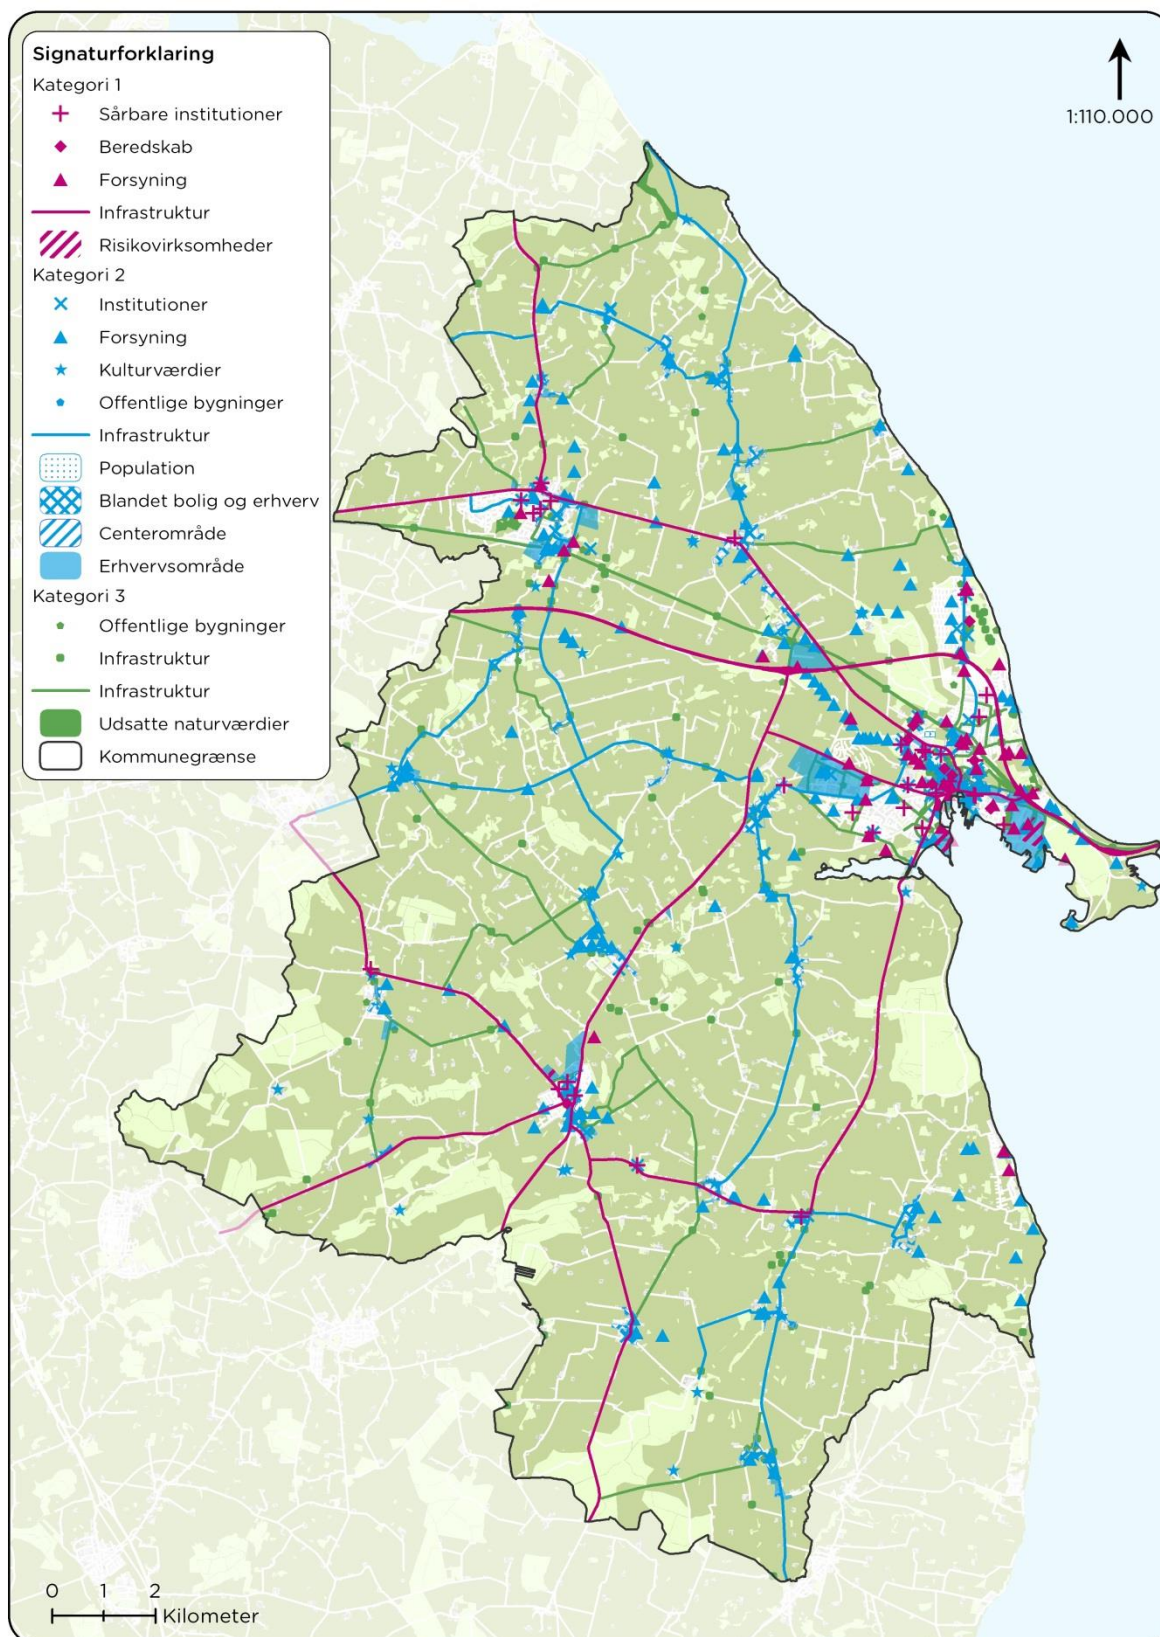 Signaturforklaring
Kategori 1
Sårbare institutioner
Beredskab
Forsyning
Infrastruktur
Risikovirksomheder
Kategori 2
Institutioner
Forsyning
Kulturværdier
Offentlige bygninger
Infrastruktur
Population
Blandet bolig og erhverv
Centerområde
Erhvervsområde
Kategori 3
Offentlige bygninger
Infrastruktur
Infrastruktur
Udsatte naturværdier
Kommunegrænse
1:110.000
0 1 2
Kilometer